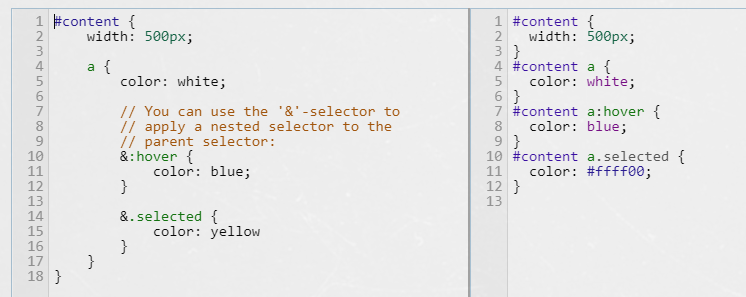 1 #content {
2     width: 500px;
3
4     a {
5         color: white;
6
7         // You can use the '&'-selector to
8         // apply a nested selector to the
9         // parent selector:
10         &:hover {
11             color: blue;
12         }
13
14         &.selected {
15             color: yellow
16         }
17     }
18 }
1 #content {
2   width: 500px;
3 }
4 #content a {
5   color: white;
6 }
7 #content a:hover {
8   color: blue;
9 }
10 #content a.selected {
11   color: #ffff00;
12 }
13